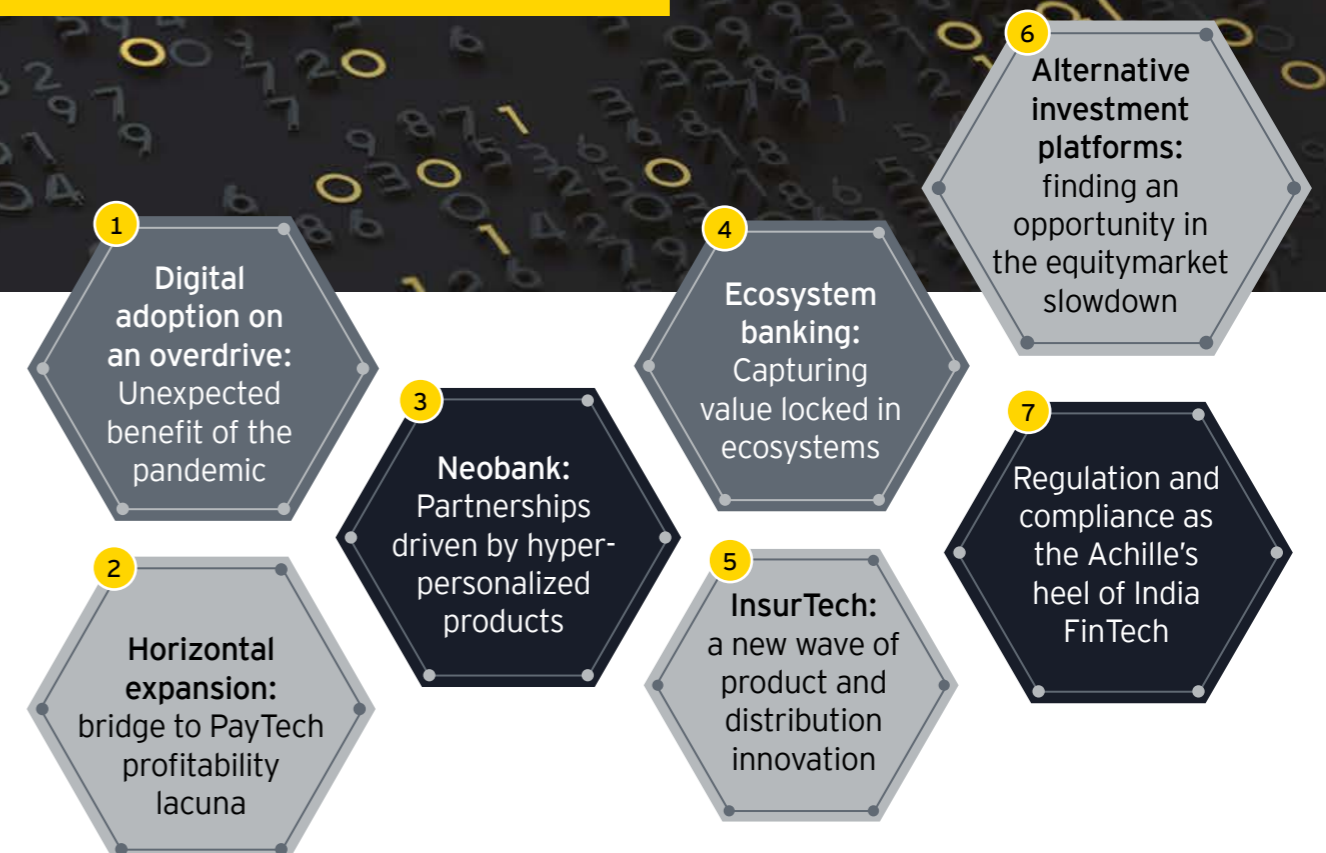 1
Digital
adoption on
an overdrive:
Unexpected
benefit of the
pandemic
2
Horizontal
expansion:
bridge to PayTech
profitability
lacuna
3
Neobank:
Partnerships
driven by hyper-
personalized
products
4
Ecosystem
banking:
Capturing
value locked in
ecosystems
5
InsurTech:
a new wave of
product and
distribution
innovation
6
Alternative
investment
platforms:
finding an
opportunity in
the equitymarket
slowdown
7
Regulation and
compliance as
the Achille's
heel of India
FinTech